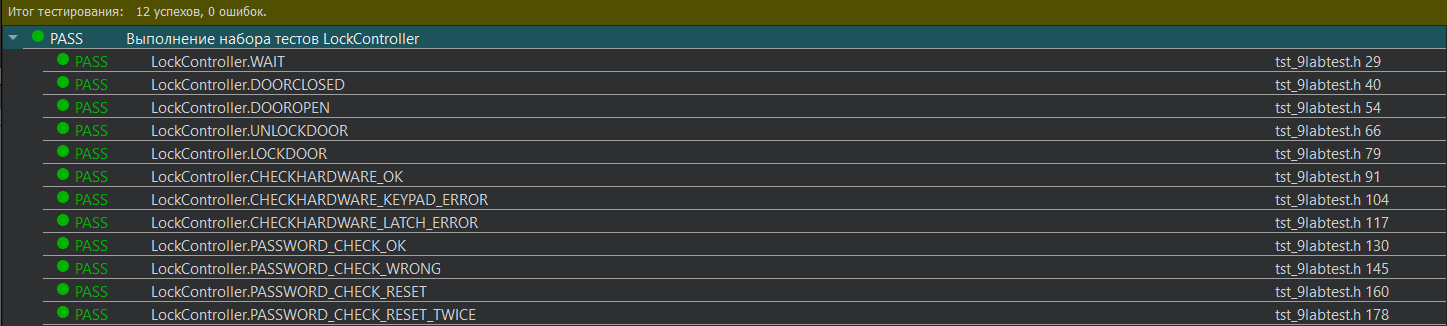 Итог тестирования: 12 успехов, 0 ошибок.
PASS Выполнение набора тестов LockController
PASS LockController.WAIT tst_9labtest.h 29
PASS LockController.DOORCLOSED tst_9labtest.h 40
PASS LockController.DOOROPEN tst_9labtest.h 54
PASS LockController.UNLOCKDOOR tst_9labtest.h 66
PASS LockController.LOCKDOOR tst_9labtest.h 79
PASS LockController.CHECKHARDWARE_OK tst_9labtest.h 91
PASS LockController.CHECKHARDWARE_KEYPAD_ERROR tst_9labtest.h 104
PASS LockController.CHECKHARDWARE_LATCH_ERROR tst_9labtest.h 117
PASS LockController.PASSWORD_CHECK_OK tst_9labtest.h 130
PASS LockController.PASSWORD_CHECK_WRONG tst_9labtest.h 145
PASS LockController.PASSWORD_CHECK_RESET tst_9labtest.h 160
PASS LockController.PASSWORD_CHECK_RESET_TWICE tst_9labtest.h 178